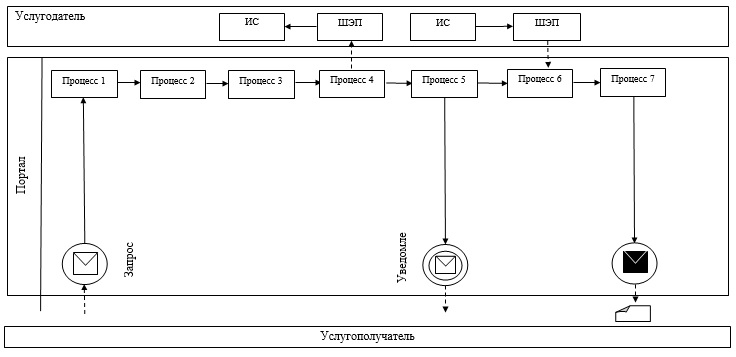 Услугодатель
ИС
ШЭП
ИС
ШЭП
Портал
Процесс 1
Процесс 2
Процесс 3
Процесс 4
Процесс 5
Процесс 6
Процесс 7
Запрос
Уведомле
Услугополучатель